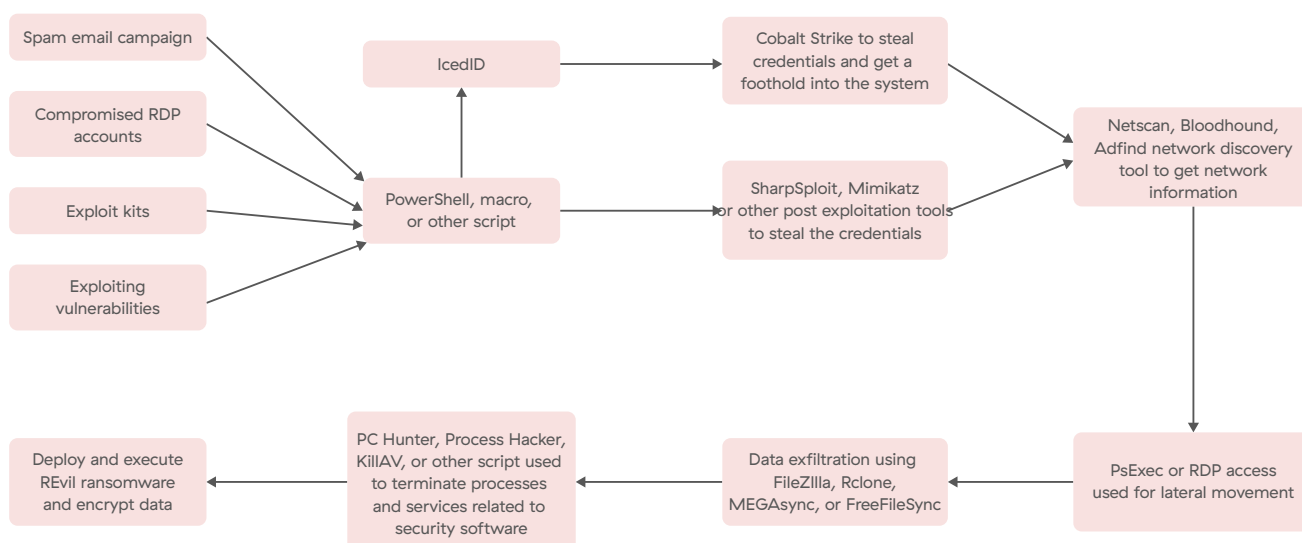 Spam email campaign
Compromised RDP
accounts
Exploit kits
Exploiting
vulnerabilities
IcedID
PowerShell, macro,
or other script
Cobalt Strike to steal
credentials and get a
foothold into the system
SharpSploit, Mimikatz
or other post exploitation tools
to steal the credentials
Netscan, Bloodhound,
Adfind network discovery
tool to get network
information
PsExec or RDP access
used for lateral movement
Data exfiltration using
FileZIlla, Rclone,
MEGAsync, or FreeFileSync
PC Hunter, Process Hacker,
KillAV, or other script used
to terminate processes
and services related to
security software
Deploy and execute
REvil ransomware
and encrypt data